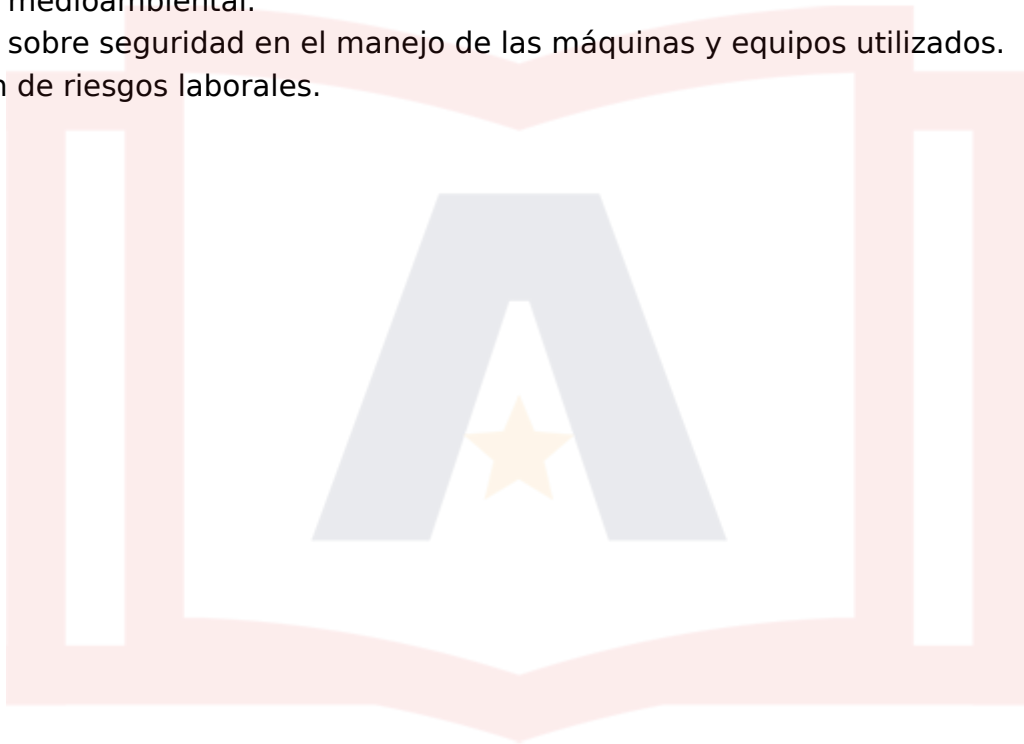 medioambiental.
sobre seguridad en el manejo de las máquinas y equipos utilizados.
n de riesgos laborales.